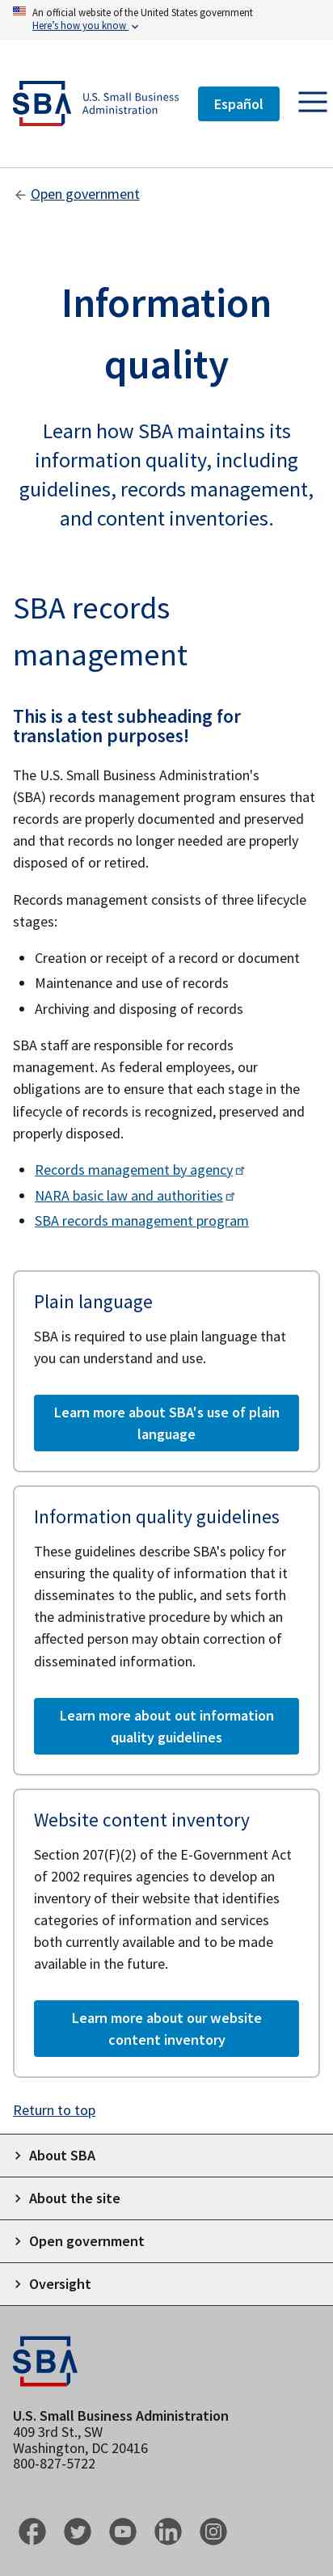 An official website of the United States government
Here's how you know
SBA
U.S. Small Business
Administration
Español
Open government
Information
quality
Learn how SBA maintains its
information quality, including
guidelines, records management,
and content inventories.
SBA records
management
This is a test subheading for
translation purposes!
The U.S. Small Business Administration's
(SBA) records management program ensures that
records are properly documented and preserved
and that records no longer needed are properly
disposed of or retired.
Records management consists of three lifecycle
stages:
Creation or receipt of a record or document
Maintenance and use of records
Archiving and disposing of records
SBA staff are responsible for records
management. As federal employees, our
obligations are to ensure that each stage in the
lifecycle of records is recognized, preserved and
properly disposed.
Records management by agency
NARA basic law and authorities
SBA records management program
Plain language
SBA is required to use plain language that
you can understand and use.
Learn more about SBA's use of plain
language
Information quality guidelines
These guidelines describe SBA's policy for
ensuring the quality of information that it
disseminates to the public, and sets forth
the administrative procedure by which an
affected person may obtain correction of
disseminated information.
Learn more about out information
quality guidelines
Website content inventory
Section 207(F)(2) of the E-Government Act
of 2002 requires agencies to develop an
inventory of their website that identifies
categories of information and services
both currently available and to be made
available in the future.
Learn more about our website
content inventory
Return to top
About SBA
About the site
Open government
Oversight
SBA
U.S. Small Business Administration
409 3rd St., SW
Washington, DC 20416
800-827-5722